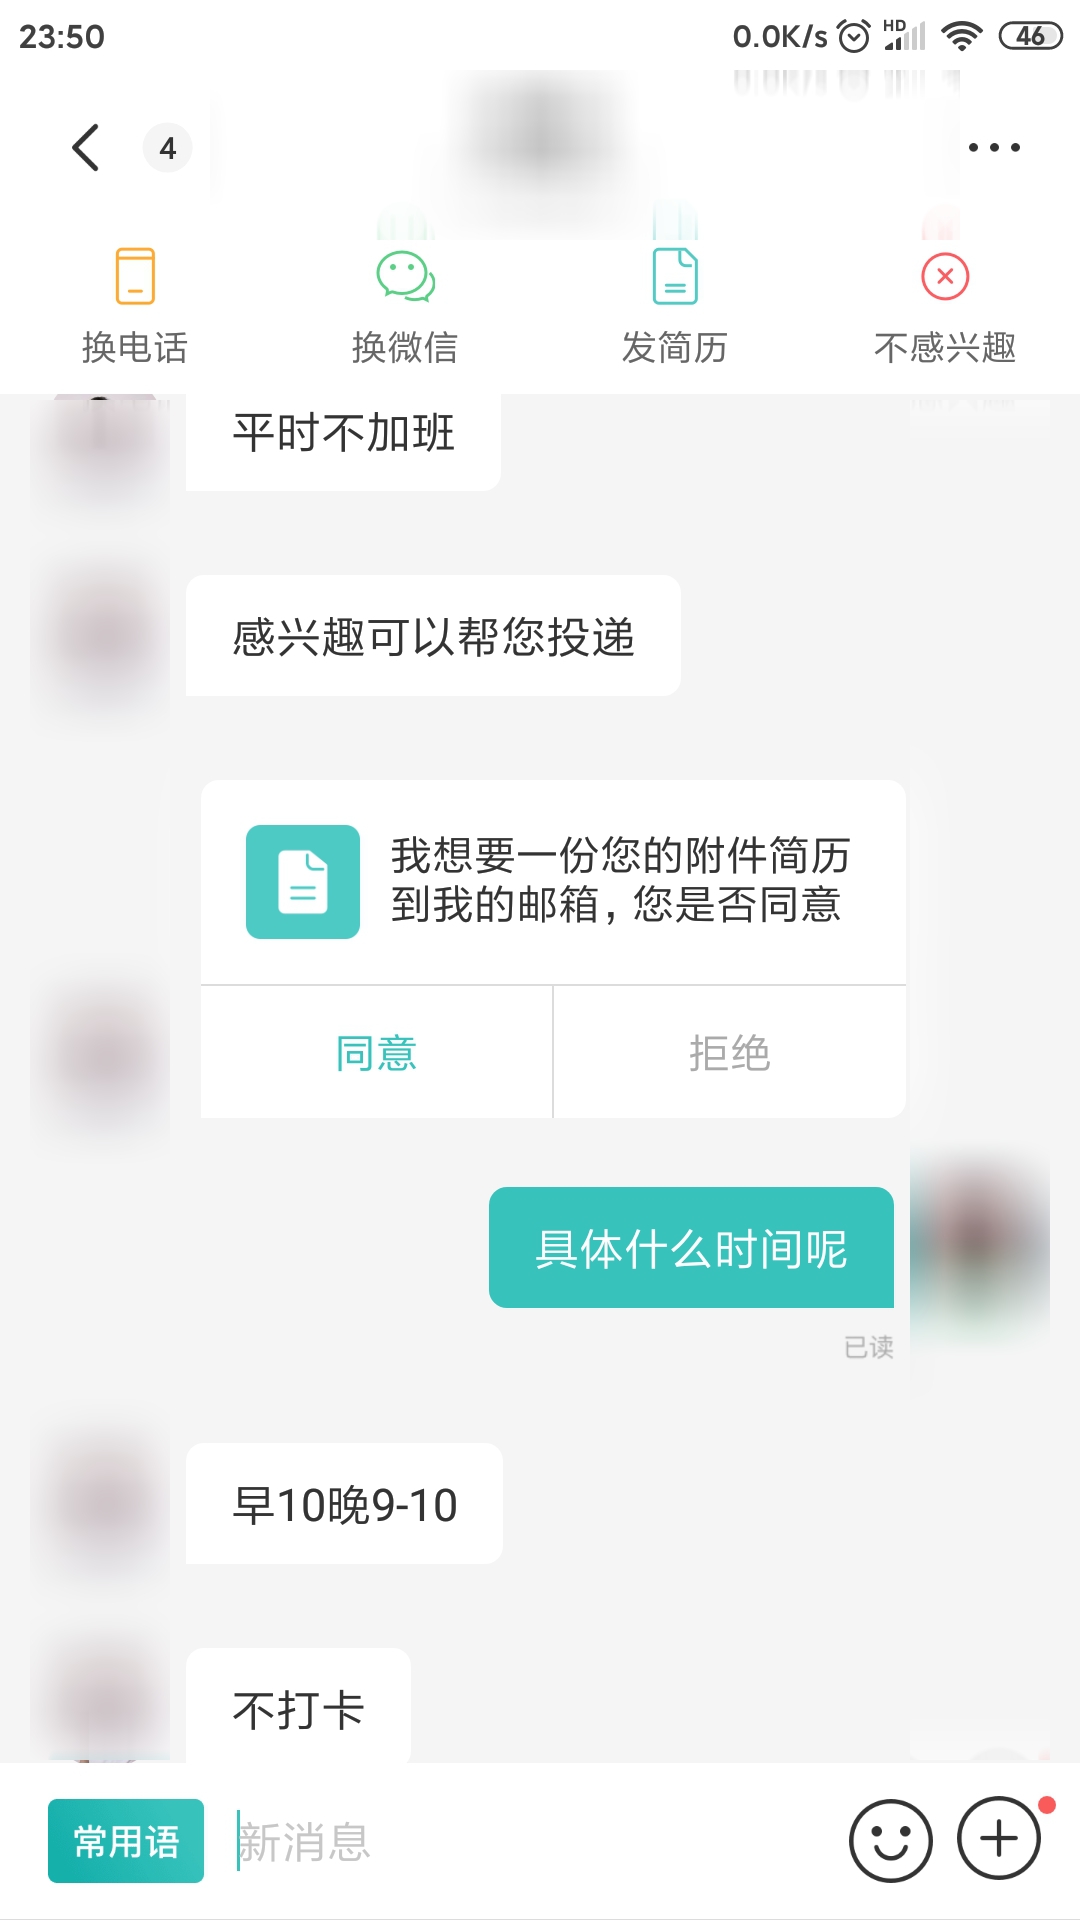 23:50
0.0K/s
HD
46
4
换电话
换微信
发简历
不感兴趣
平时不加班
感兴趣可以帮您投递
我想要一份您的附件简历
到我的邮箱，您是否同意
同意
拒绝
具体什么时间呢
已读
早10晚9-10
不打卡
常用语
新消息